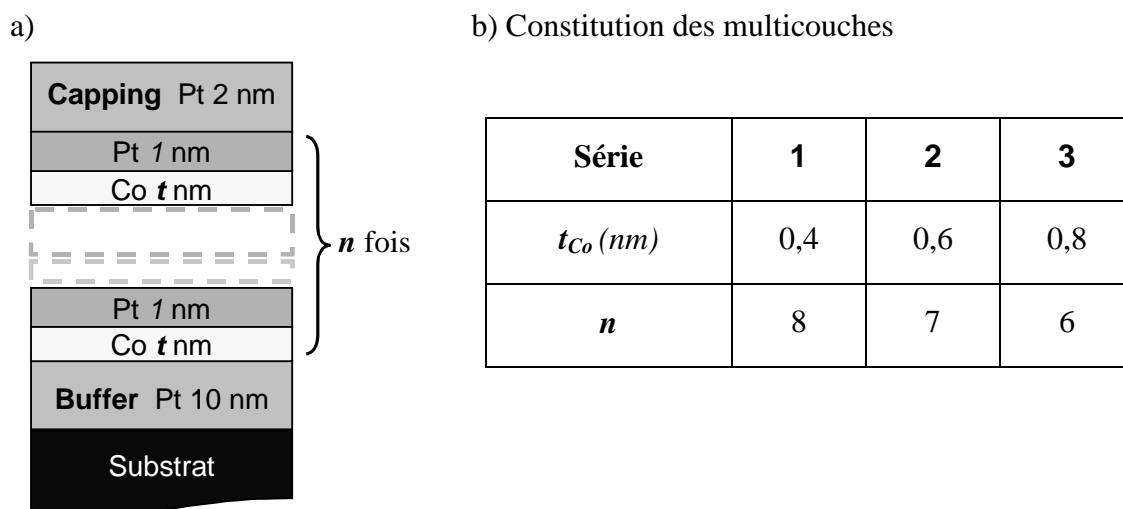 a)
b) Constitution des multicouches
Capping Pt 2 nm
Pt 1 nm
Co t nm
n fois
Pt 1 nm
Co t nm
Buffer Pt 10 nm
Substrat
Série 1 2 3
tCo (nm) 0,4 0,6 0,8
n 8 7 6